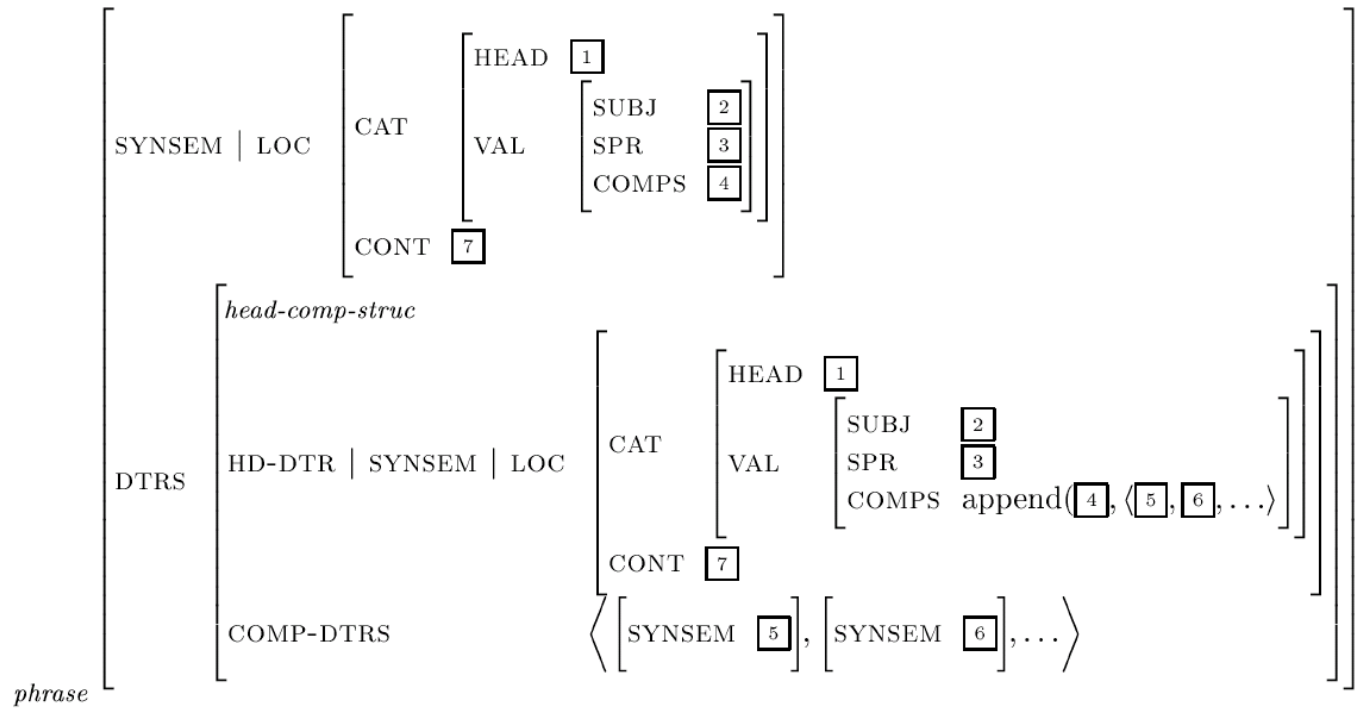 HEAD 1
SUBJ 2
CAT
SYNSEM | LOC VAL SPR 3
COMPS 4
CONT 7
head-comp-struc
HEAD 1
SUBJ 2
CAT
HD-DTR | SYNSEM | LOC VAL SPR 3
DTRS
COMPS append(4, ⟨5, 6, ...⟩
CONT 7
COMP-DTRS ⟨[SYNSEM 5], [SYNSEM 6], ...⟩
phrase